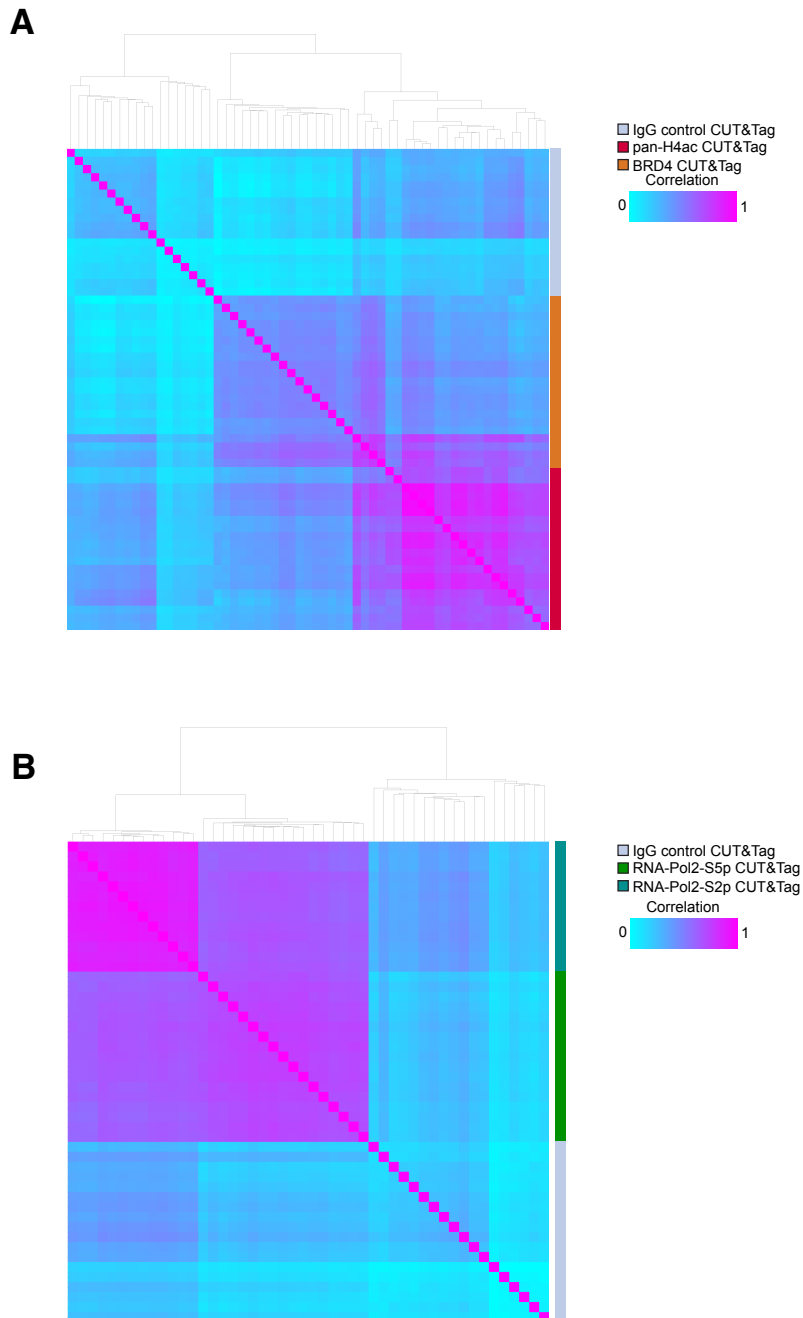 A
IgG control CUT&Tag
pan-H4ac CUT&Tag
BRD4 CUT&Tag
Correlation
0 1
B
IgG control CUT&Tag
RNA-Pol2-S5p CUT&Tag
RNA-Pol2-S2p CUT&Tag
Correlation
0 1